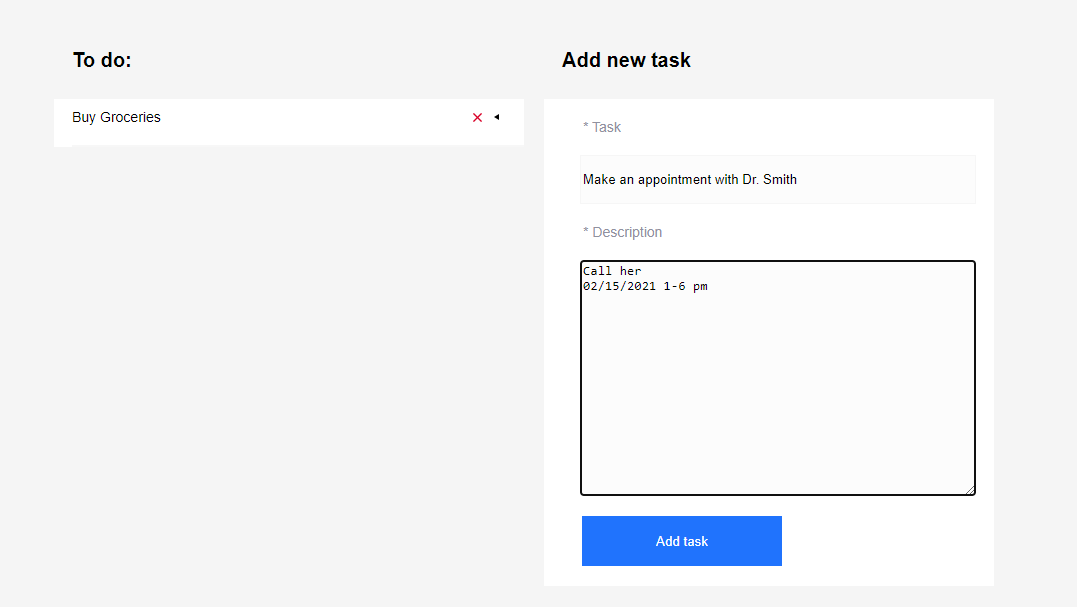 To do:
Buy Groceries
Add new task
* Task
Make an appointment with Dr. Smith
* Description
Call her
02/15/2021 1-6 pm
Add task